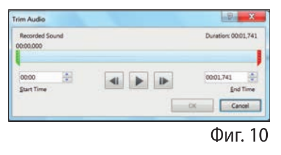 Trim Audio
Recorded Sound Duration: 00:01,741
00:00,000
00:00 00:01,741
Start Time End Time
OK Cancel
Фиг. 10